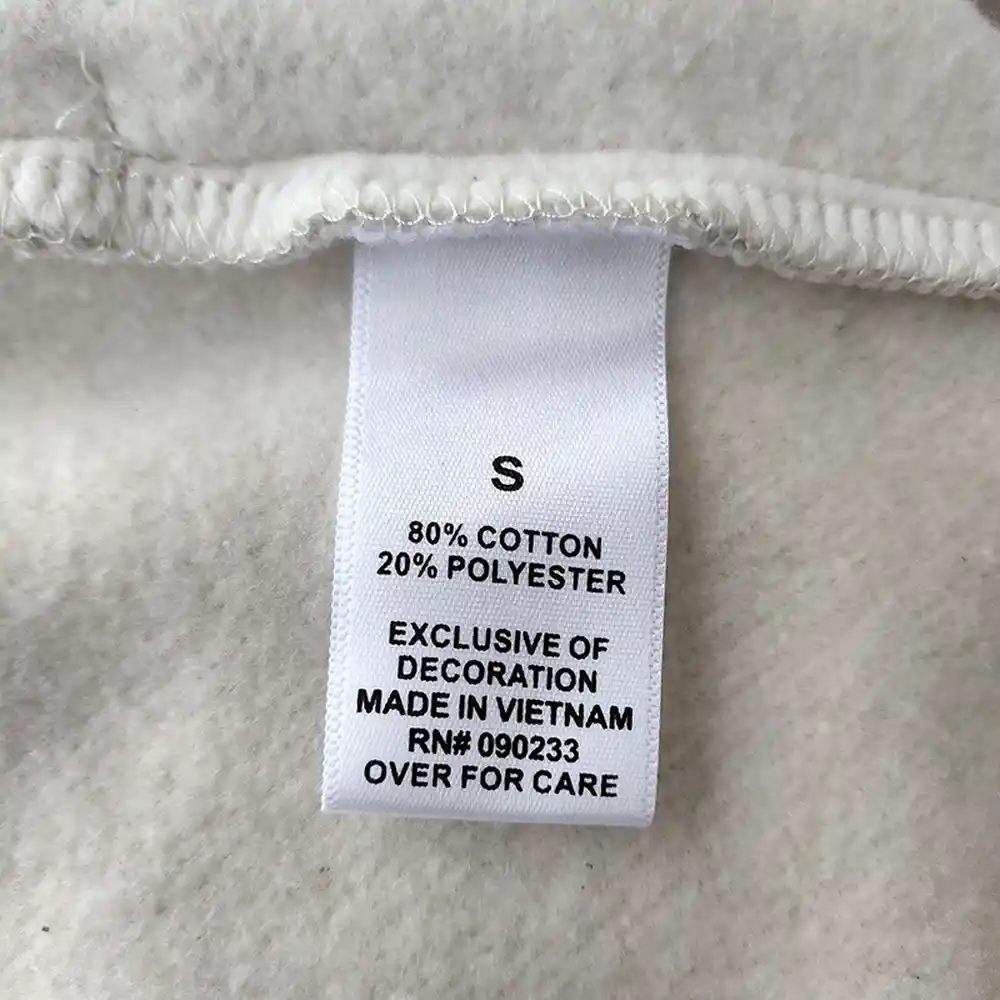 S
80% COTTON
20% POLYESTER
EXCLUSIVE OF
DECORATION
MADE IN VIETNAM
RN# 090233
OVER FOR CARE